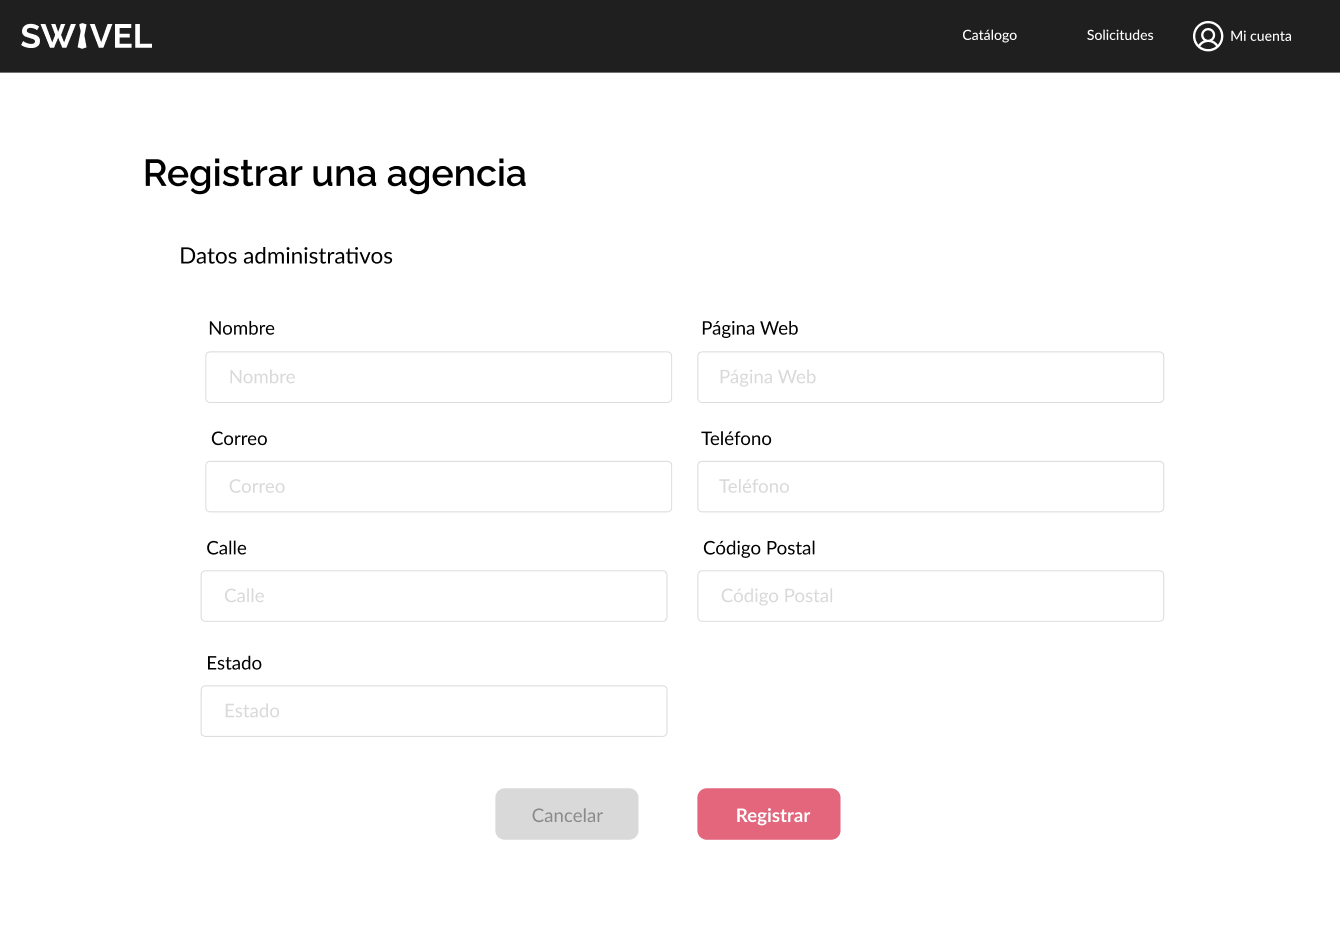 SWIVEL
Catálogo
Solicitudes
Mi cuenta
Registrar una agencia
Datos administrativos
Nombre
Página Web
Nombre
Página Web
Correo
Teléfono
Correo
Teléfono
Calle
Código Postal
Calle
Código Postal
Estado
Estado
Cancelar
Registrar